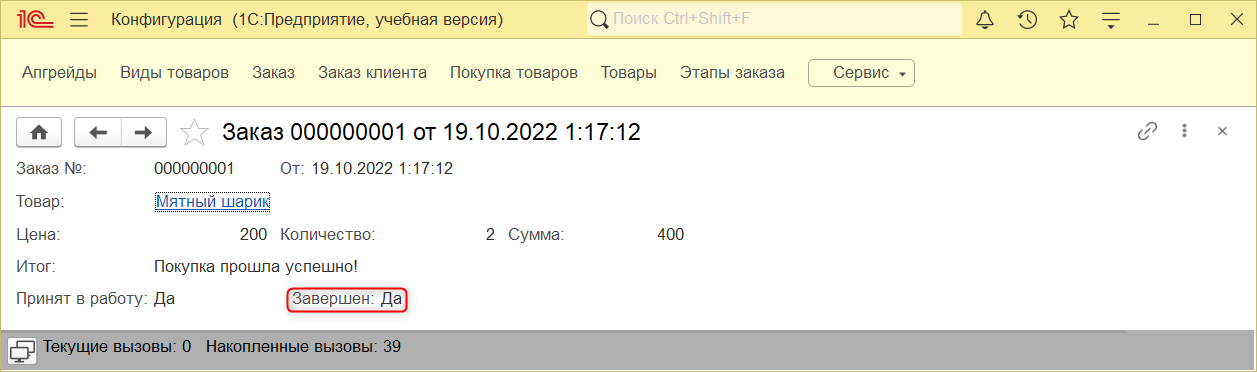 1С Конфигурация (1С:Предприятие, учебная версия) Поиск Ctrl+Shift+F
Апгрейды Виды товаров Заказ Заказ клиента Покупка товаров Товары Этапы заказа Сервис
Заказ 000000001 от 19.10.2022 1:17:12
Заказ №: 000000001 От: 19.10.2022 1:17:12
Товар: Мятный шарик
Цена: 200 Количество: 2 Сумма: 400
Итог: Покупка прошла успешно!
Принят в работу: Да Завершен: Да
Текущие вызовы: 0 Накопленные вызовы: 39